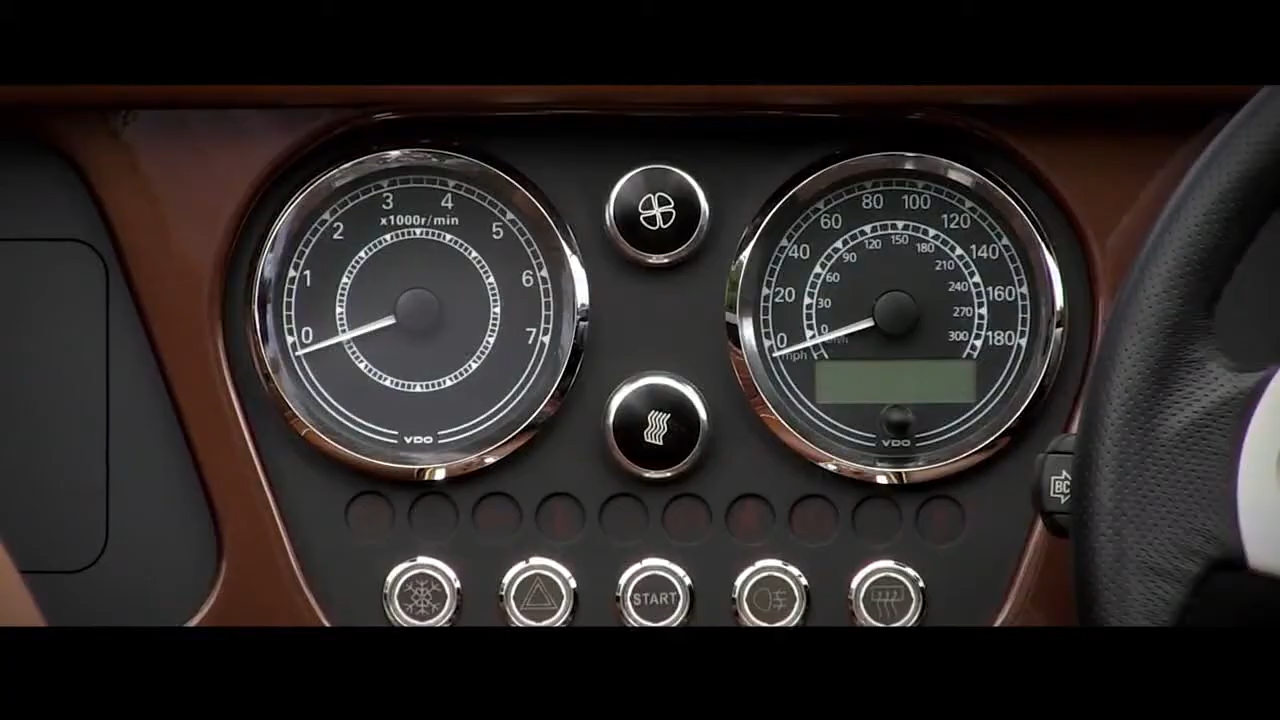 0 1 2 3 4 5 6 7
x1000r/min
VDO
0 20 40 60 80 100 120 140 160 180
mph
0 30 60 90 120 150 180 210 240 270 300
km/h
VDO
BC
START